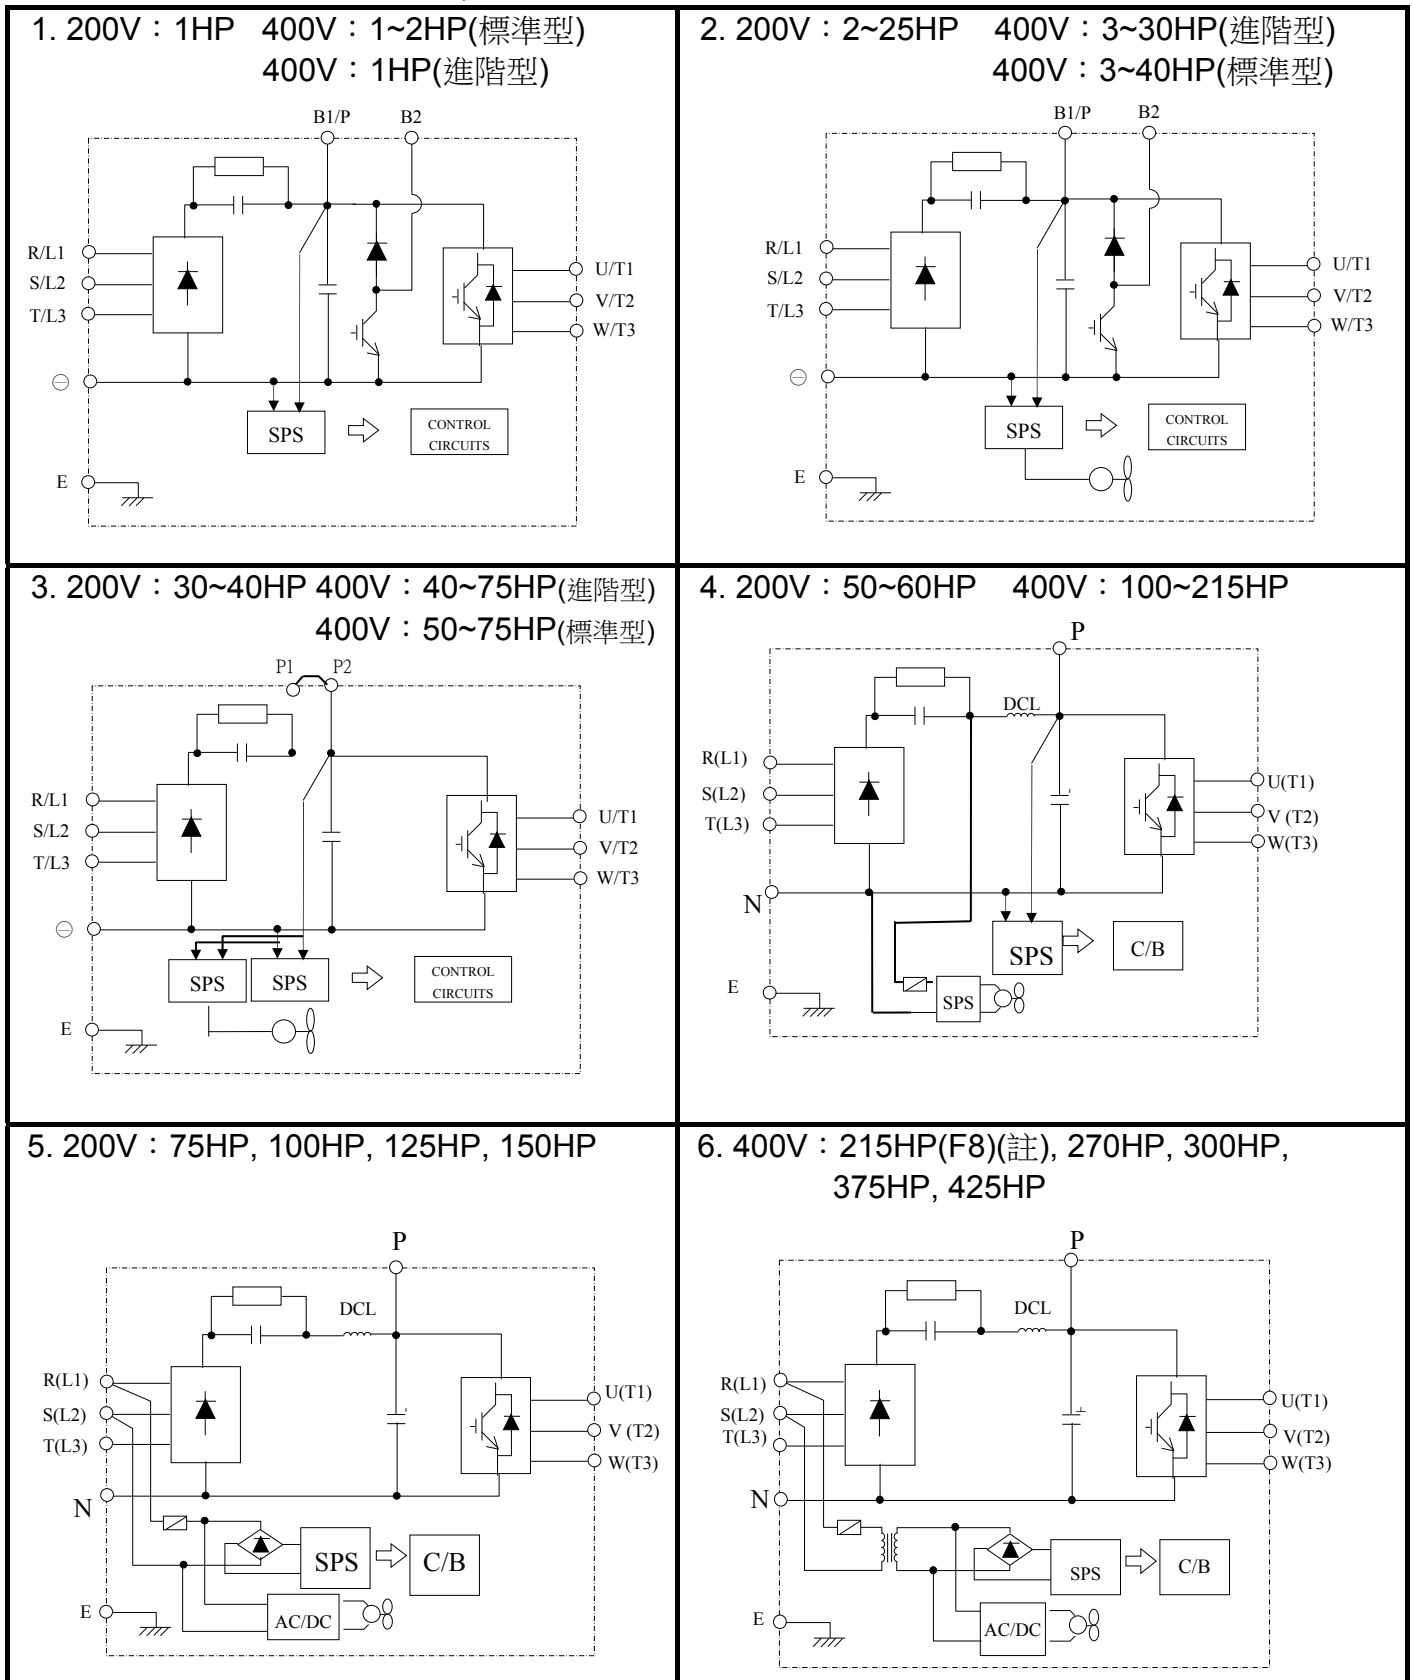 1. 200V：1HP 400V：1~2HP(標準型)
400V：1HP(進階型)
B1/P B2
R/L1
S/L2
T/L3
U/T1
V/T2
W/T3
⊖
SPS
CONTROL
CIRCUITS
E
2. 200V：2~25HP 400V：3~30HP(進階型)
400V：3~40HP(標準型)
B1/P B2
R/L1
S/L2
T/L3
U/T1
V/T2
W/T3
⊖
SPS
CONTROL
CIRCUITS
E
3. 200V：30~40HP 400V：40~75HP(進階型)
400V：50~75HP(標準型)
P1 P2
R/L1
S/L2
T/L3
U/T1
V/T2
W/T3
⊖
SPS SPS
CONTROL
CIRCUITS
E
4. 200V：50~60HP 400V：100~215HP
P
DCL
R(L1)
S(L2)
T(L3)
U(T1)
V (T2)
W(T3)
N
SPS
C/B
E
SPS
5. 200V：75HP, 100HP, 125HP, 150HP
P
DCL
R(L1)
S(L2)
T(L3)
U(T1)
V (T2)
W(T3)
N
SPS
C/B
E
AC/DC
6. 400V：215HP(F8)(註), 270HP, 300HP,
375HP, 425HP
P
DCL
R(L1)
S(L2)
T(L3)
U(T1)
V(T2)
W(T3)
N
SPS
C/B
E
AC/DC